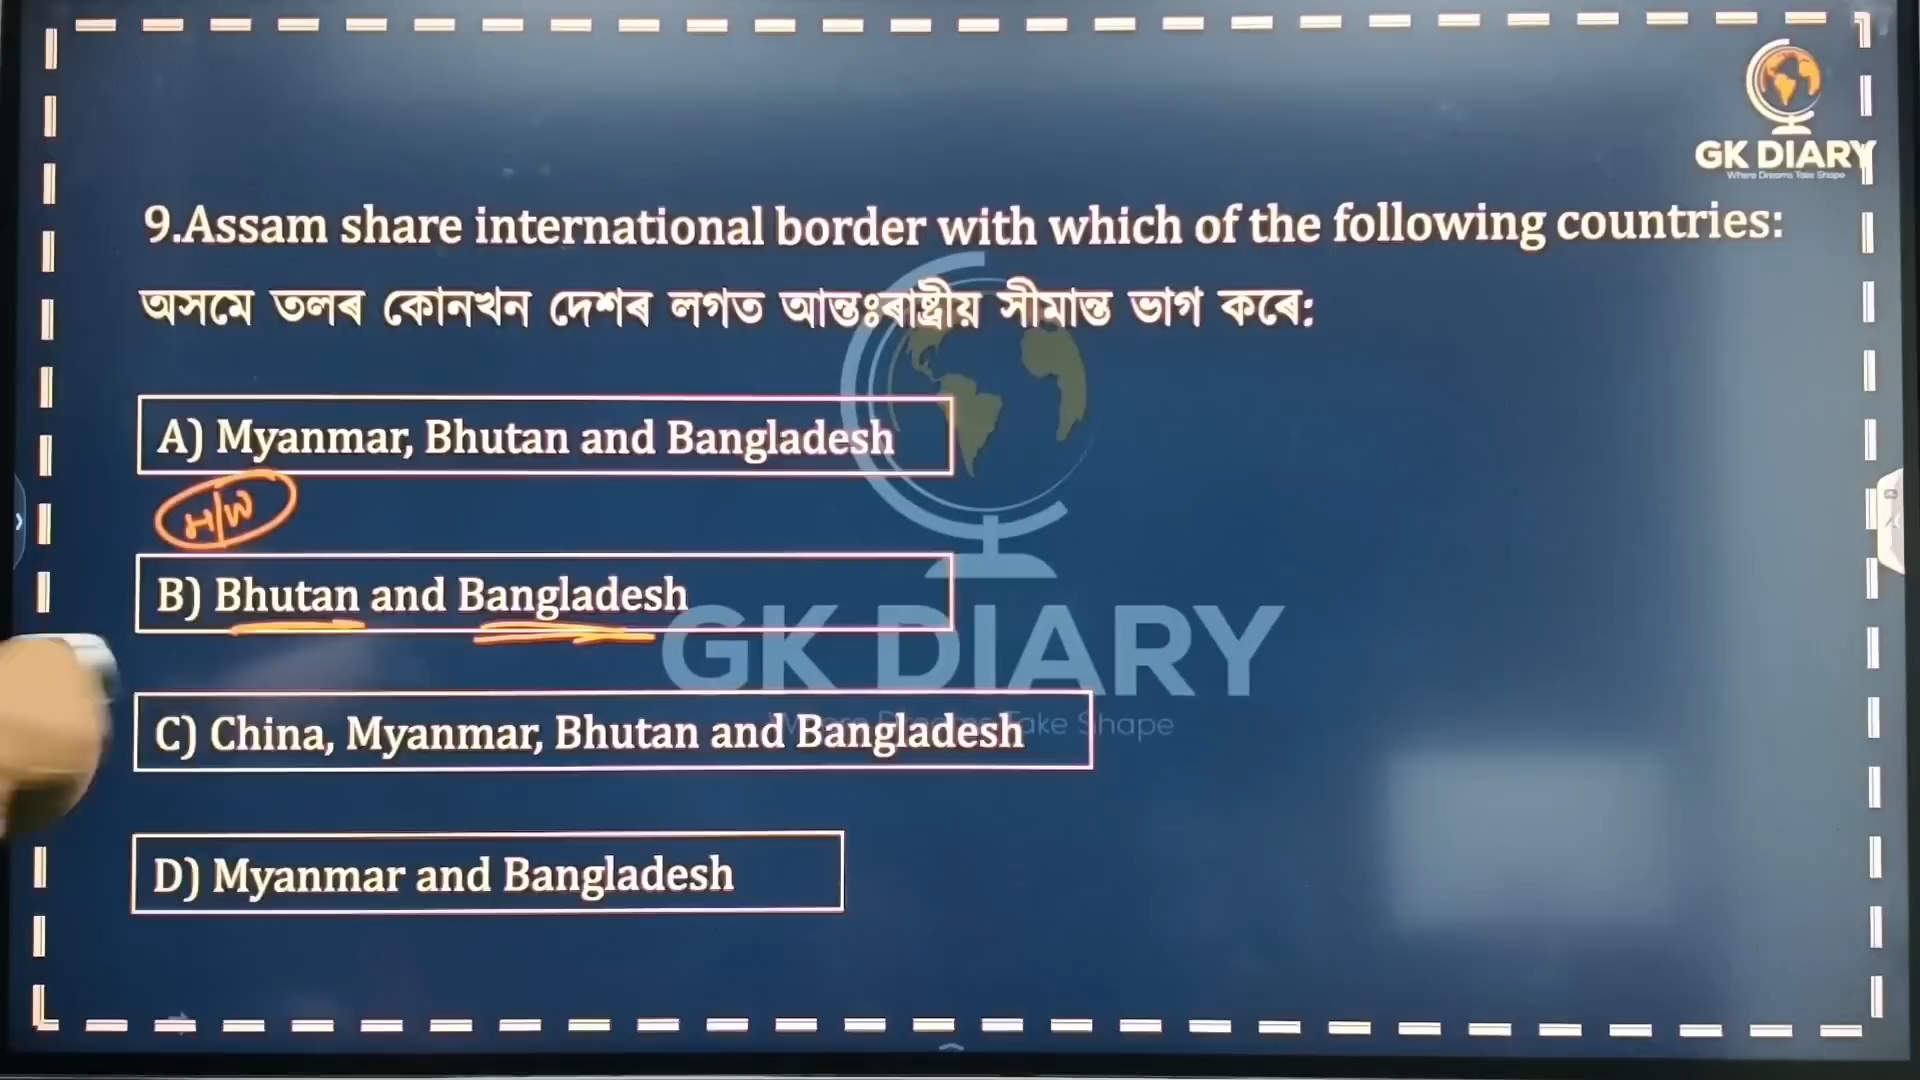 GK DIARY
Where Dreams Take Shape
9.Assam share international border with which of the following countries:
অসমে তলৰ কোনখন দেশৰ লগত আন্তঃৰাষ্ট্ৰীয় সীমান্ত ভাগ কৰে:
A) Myanmar, Bhutan and Bangladesh
H/W
B) Bhutan and Bangladesh
GK DIARY
Where Dreams Take Shape
C) China, Myanmar, Bhutan and Bangladesh
D) Myanmar and Bangladesh